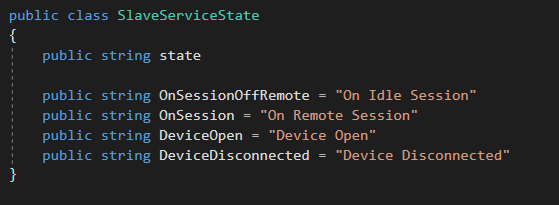 public class SlaveServiceState
{
public string state
public string OnSessionOffRemote = "On Idle Session"
public string OnSession = "On Remote Session"
public string DeviceOpen = "Device Open"
public string DeviceDisconnected = "Device Disconnected"
}